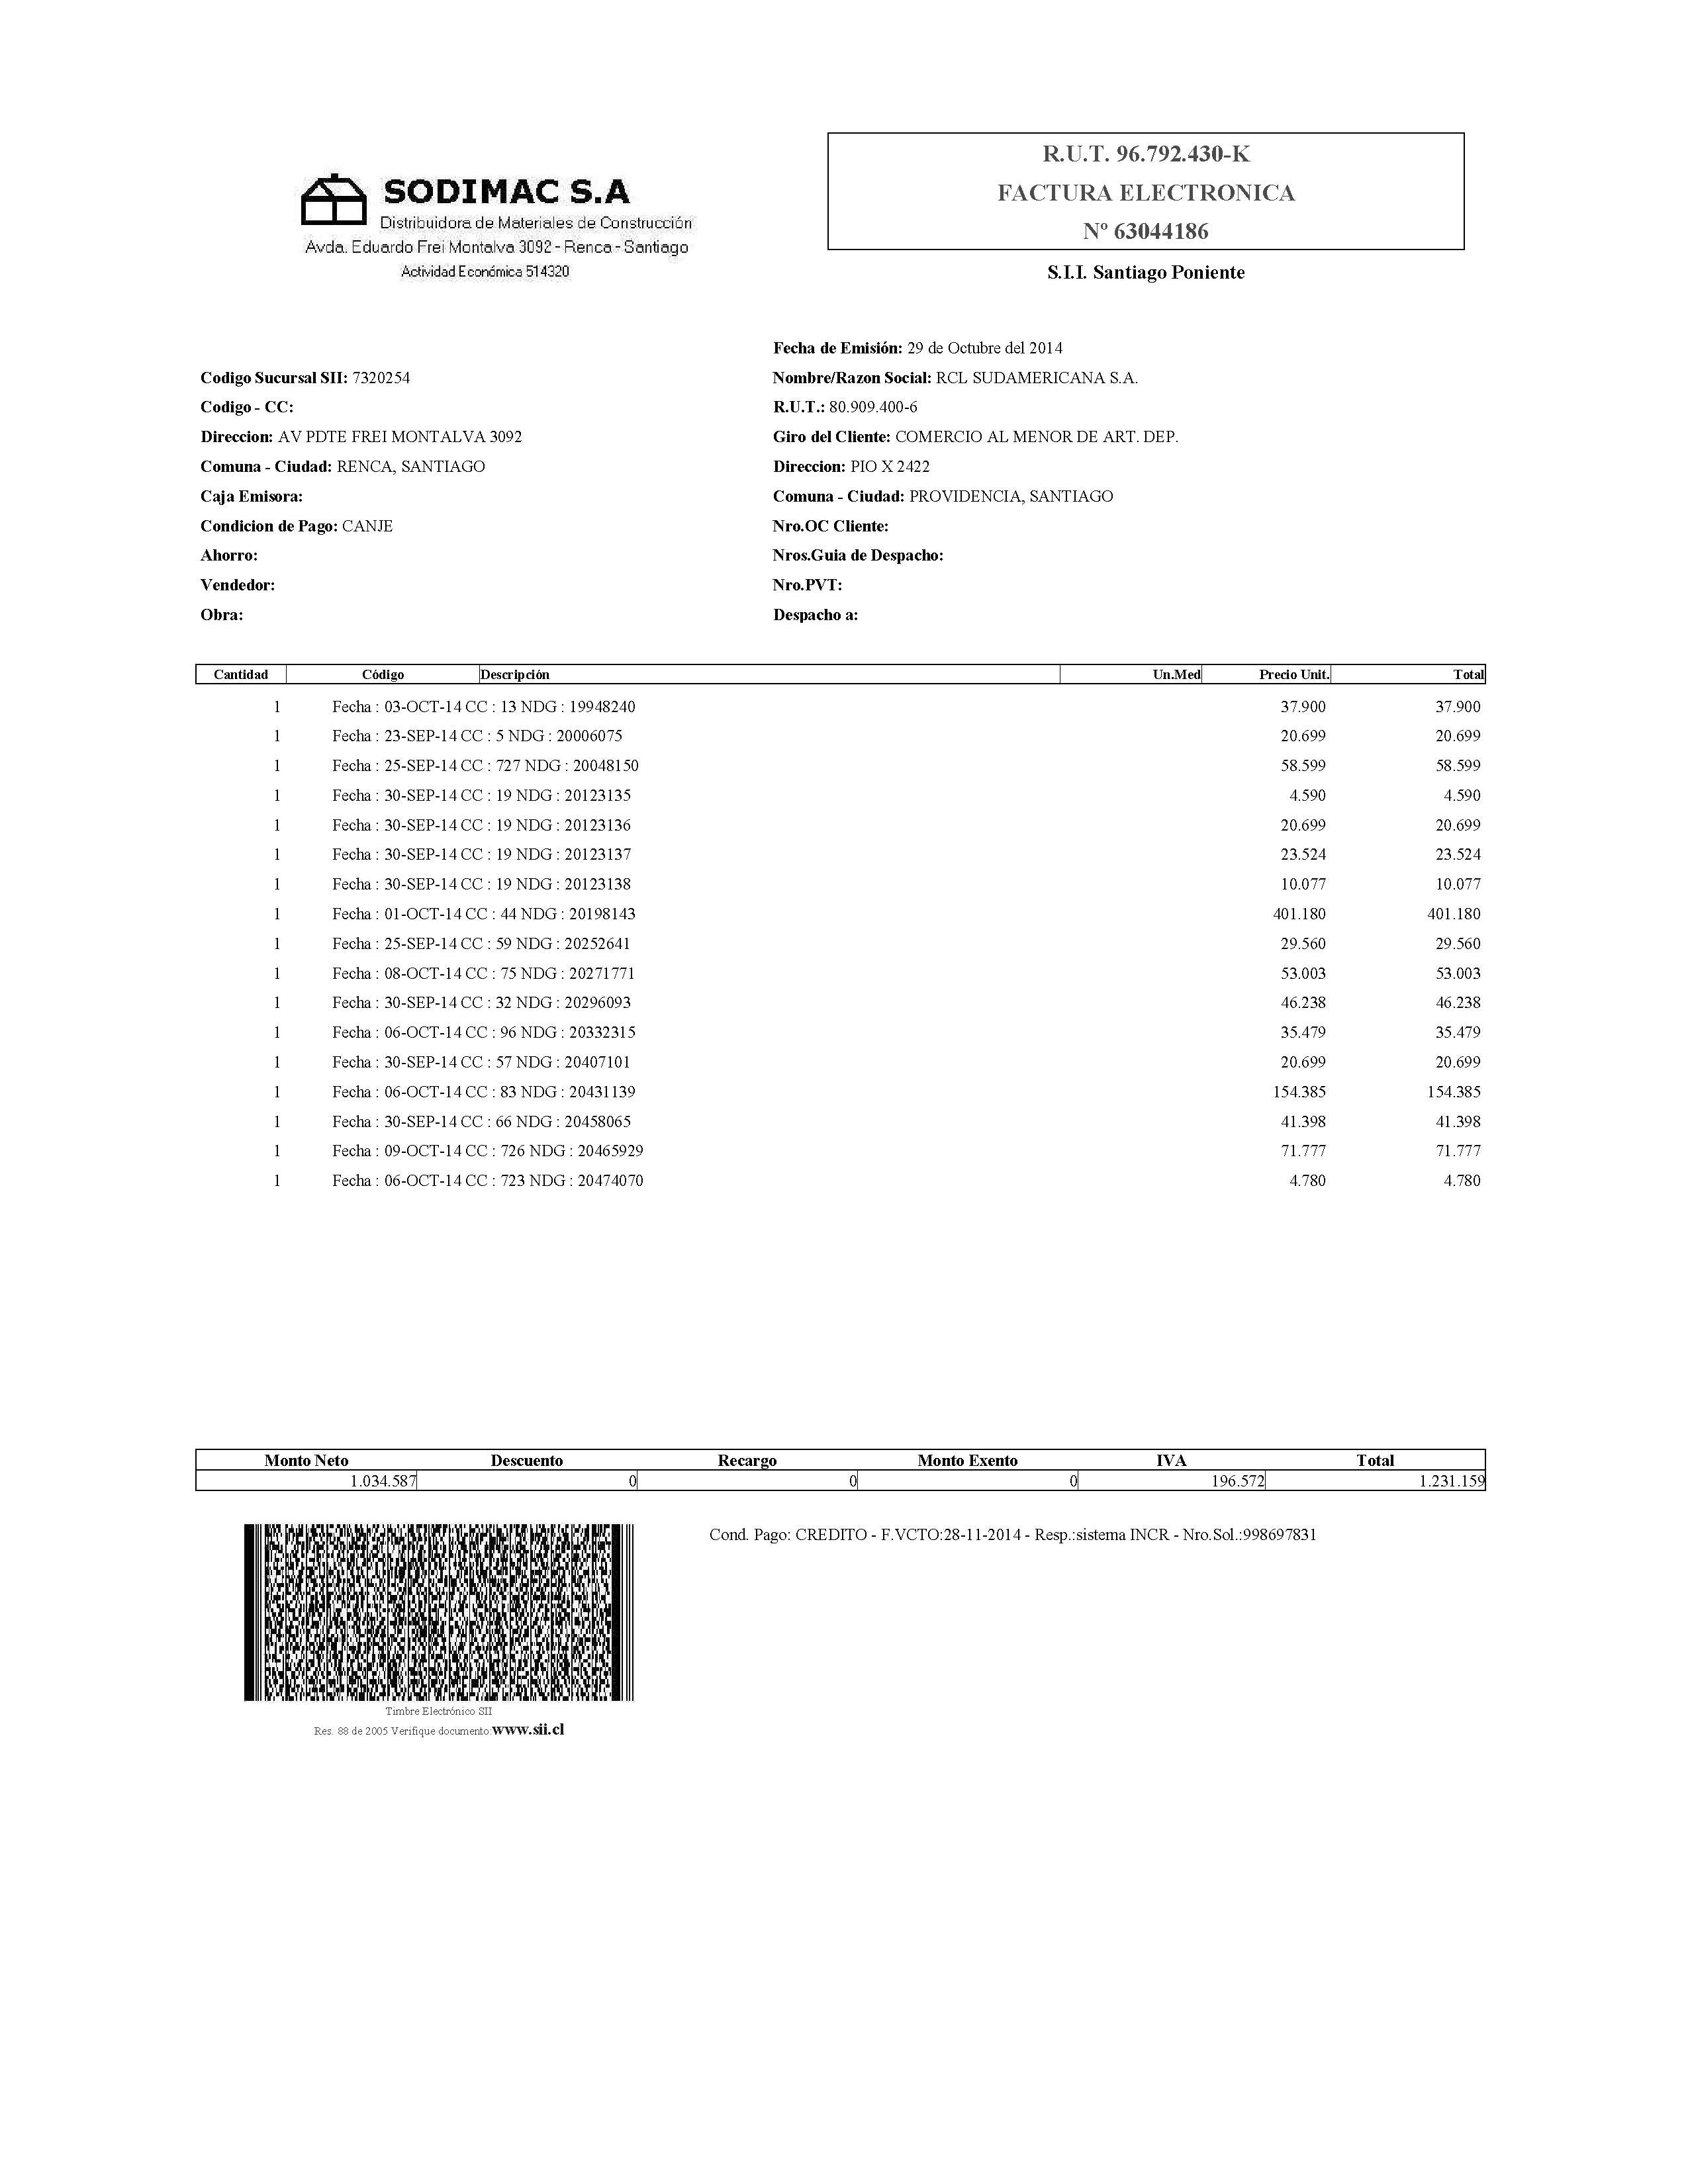 SODIMAC S.A
Distribuidora de Materiales de Construcción
Avda. Eduardo Frei Montalva 3092 - Renca - Santiago
Actividad Económica 514320
R.U.T. 96.792.430-K
FACTURA ELECTRONICA
Nº 63044186
S.I.I. Santiago Poniente
Fecha de Emisión: 29 de Octubre del 2014
Codigo Sucursal SII: 7320254
Nombre/Razon Social: RCL SUDAMERICANA S.A.
Codigo - CC:
R.U.T.: 80.909.400-6
Direccion: AV PDTE FREI MONTALVA 3092
Giro del Cliente: COMERCIO AL MENOR DE ART. DEP.
Comuna - Ciudad: RENCA, SANTIAGO
Direccion: PIO X 2422
Caja Emisora:
Comuna - Ciudad: PROVIDENCIA, SANTIAGO
Condicion de Pago: CANJE
Nro.OC Cliente:
Ahorro:
Nros.Guia de Despacho:
Vendedor:
Nro.PVT:
Obra:
Despacho a:
Cantidad Código Descripción Un.Med Precio Unit. Total
1 Fecha : 03-OCT-14 CC : 13 NDG : 19948240 37.900 37.900
1 Fecha : 23-SEP-14 CC : 5 NDG : 20006075 20.699 20.699
1 Fecha : 25-SEP-14 CC : 727 NDG : 20048150 58.599 58.599
1 Fecha : 30-SEP-14 CC : 19 NDG : 20123135 4.590 4.590
1 Fecha : 30-SEP-14 CC : 19 NDG : 20123136 20.699 20.699
1 Fecha : 30-SEP-14 CC : 19 NDG : 20123137 23.524 23.524
1 Fecha : 30-SEP-14 CC : 19 NDG : 20123138 10.077 10.077
1 Fecha : 01-OCT-14 CC : 44 NDG : 20198143 401.180 401.180
1 Fecha : 25-SEP-14 CC : 59 NDG : 20252641 29.560 29.560
1 Fecha : 08-OCT-14 CC : 75 NDG : 20271771 53.003 53.003
1 Fecha : 30-SEP-14 CC : 32 NDG : 20296093 46.238 46.238
1 Fecha : 06-OCT-14 CC : 96 NDG : 20332315 35.479 35.479
1 Fecha : 30-SEP-14 CC : 57 NDG : 20407101 20.699 20.699
1 Fecha : 06-OCT-14 CC : 83 NDG : 20431139 154.385 154.385
1 Fecha : 30-SEP-14 CC : 66 NDG : 20458065 41.398 41.398
1 Fecha : 09-OCT-14 CC : 726 NDG : 20465929 71.777 71.777
1 Fecha : 06-OCT-14 CC : 723 NDG : 20474070 4.780 4.780
Monto Neto Descuento Recargo Monto Exento IVA Total
1.034.587 0 0 0 196.572 1.231.159
Cond. Pago: CREDITO - F.VCTO:28-11-2014 - Resp.:sistema INCR - Nro.Sol.:998697831
Timbre Electrónico SII
Res. 88 de 2005 Verifique documento:www.sii.cl